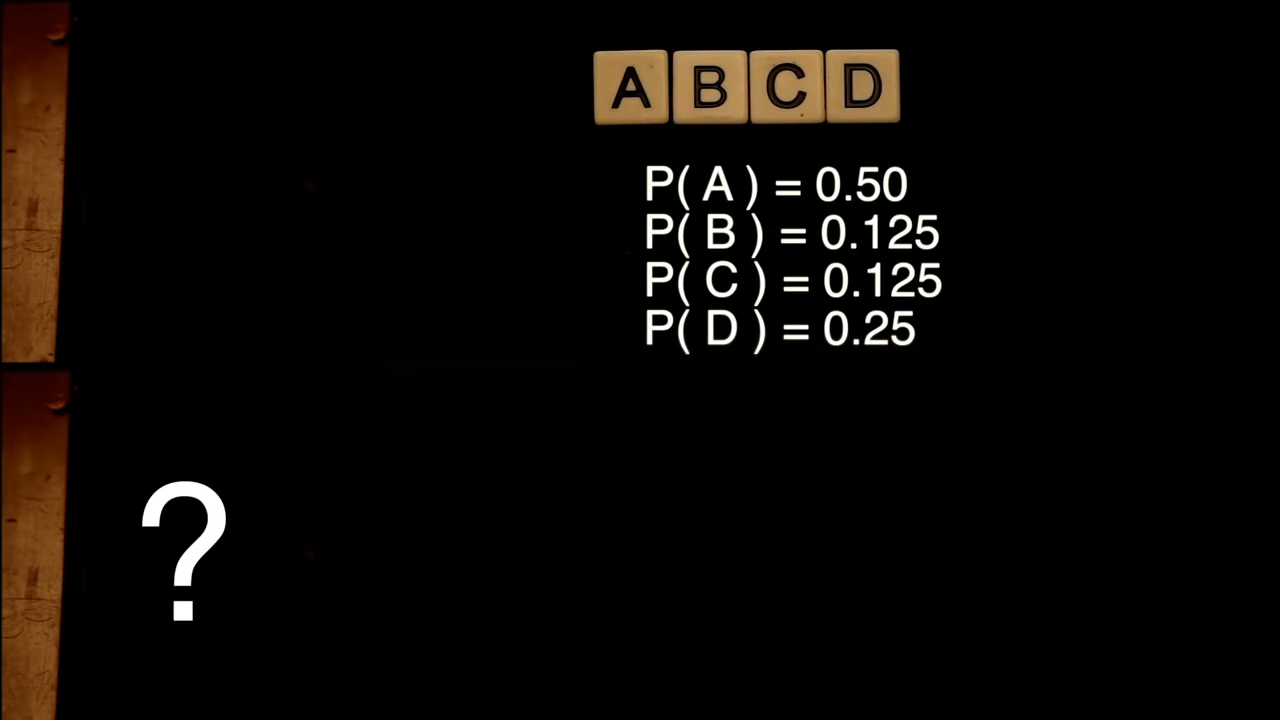 A B C D
P( A ) = 0.50
P( B ) = 0.125
P( C ) = 0.125
P( D ) = 0.25
?